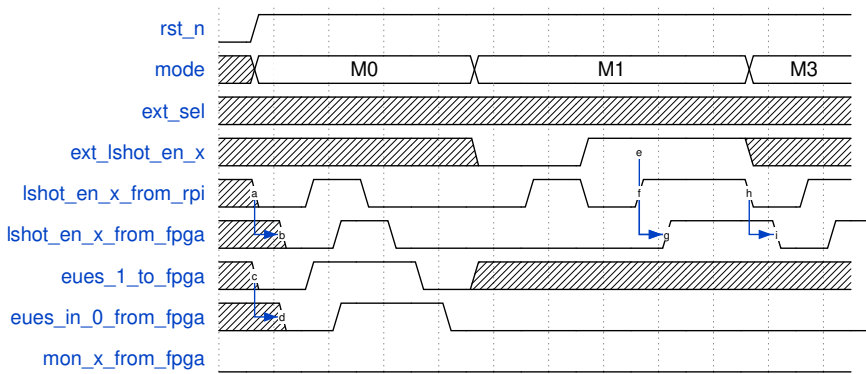 rst_n
mode M0 M1 M3
ext_sel
ext_lshot_en_x
e
lshot_en_x_from_rpi a f h
lshot_en_x_from_fpga b g i
eues_1_to_fpga c
eues_in_0_from_fpga d
mon_x_from_fpga